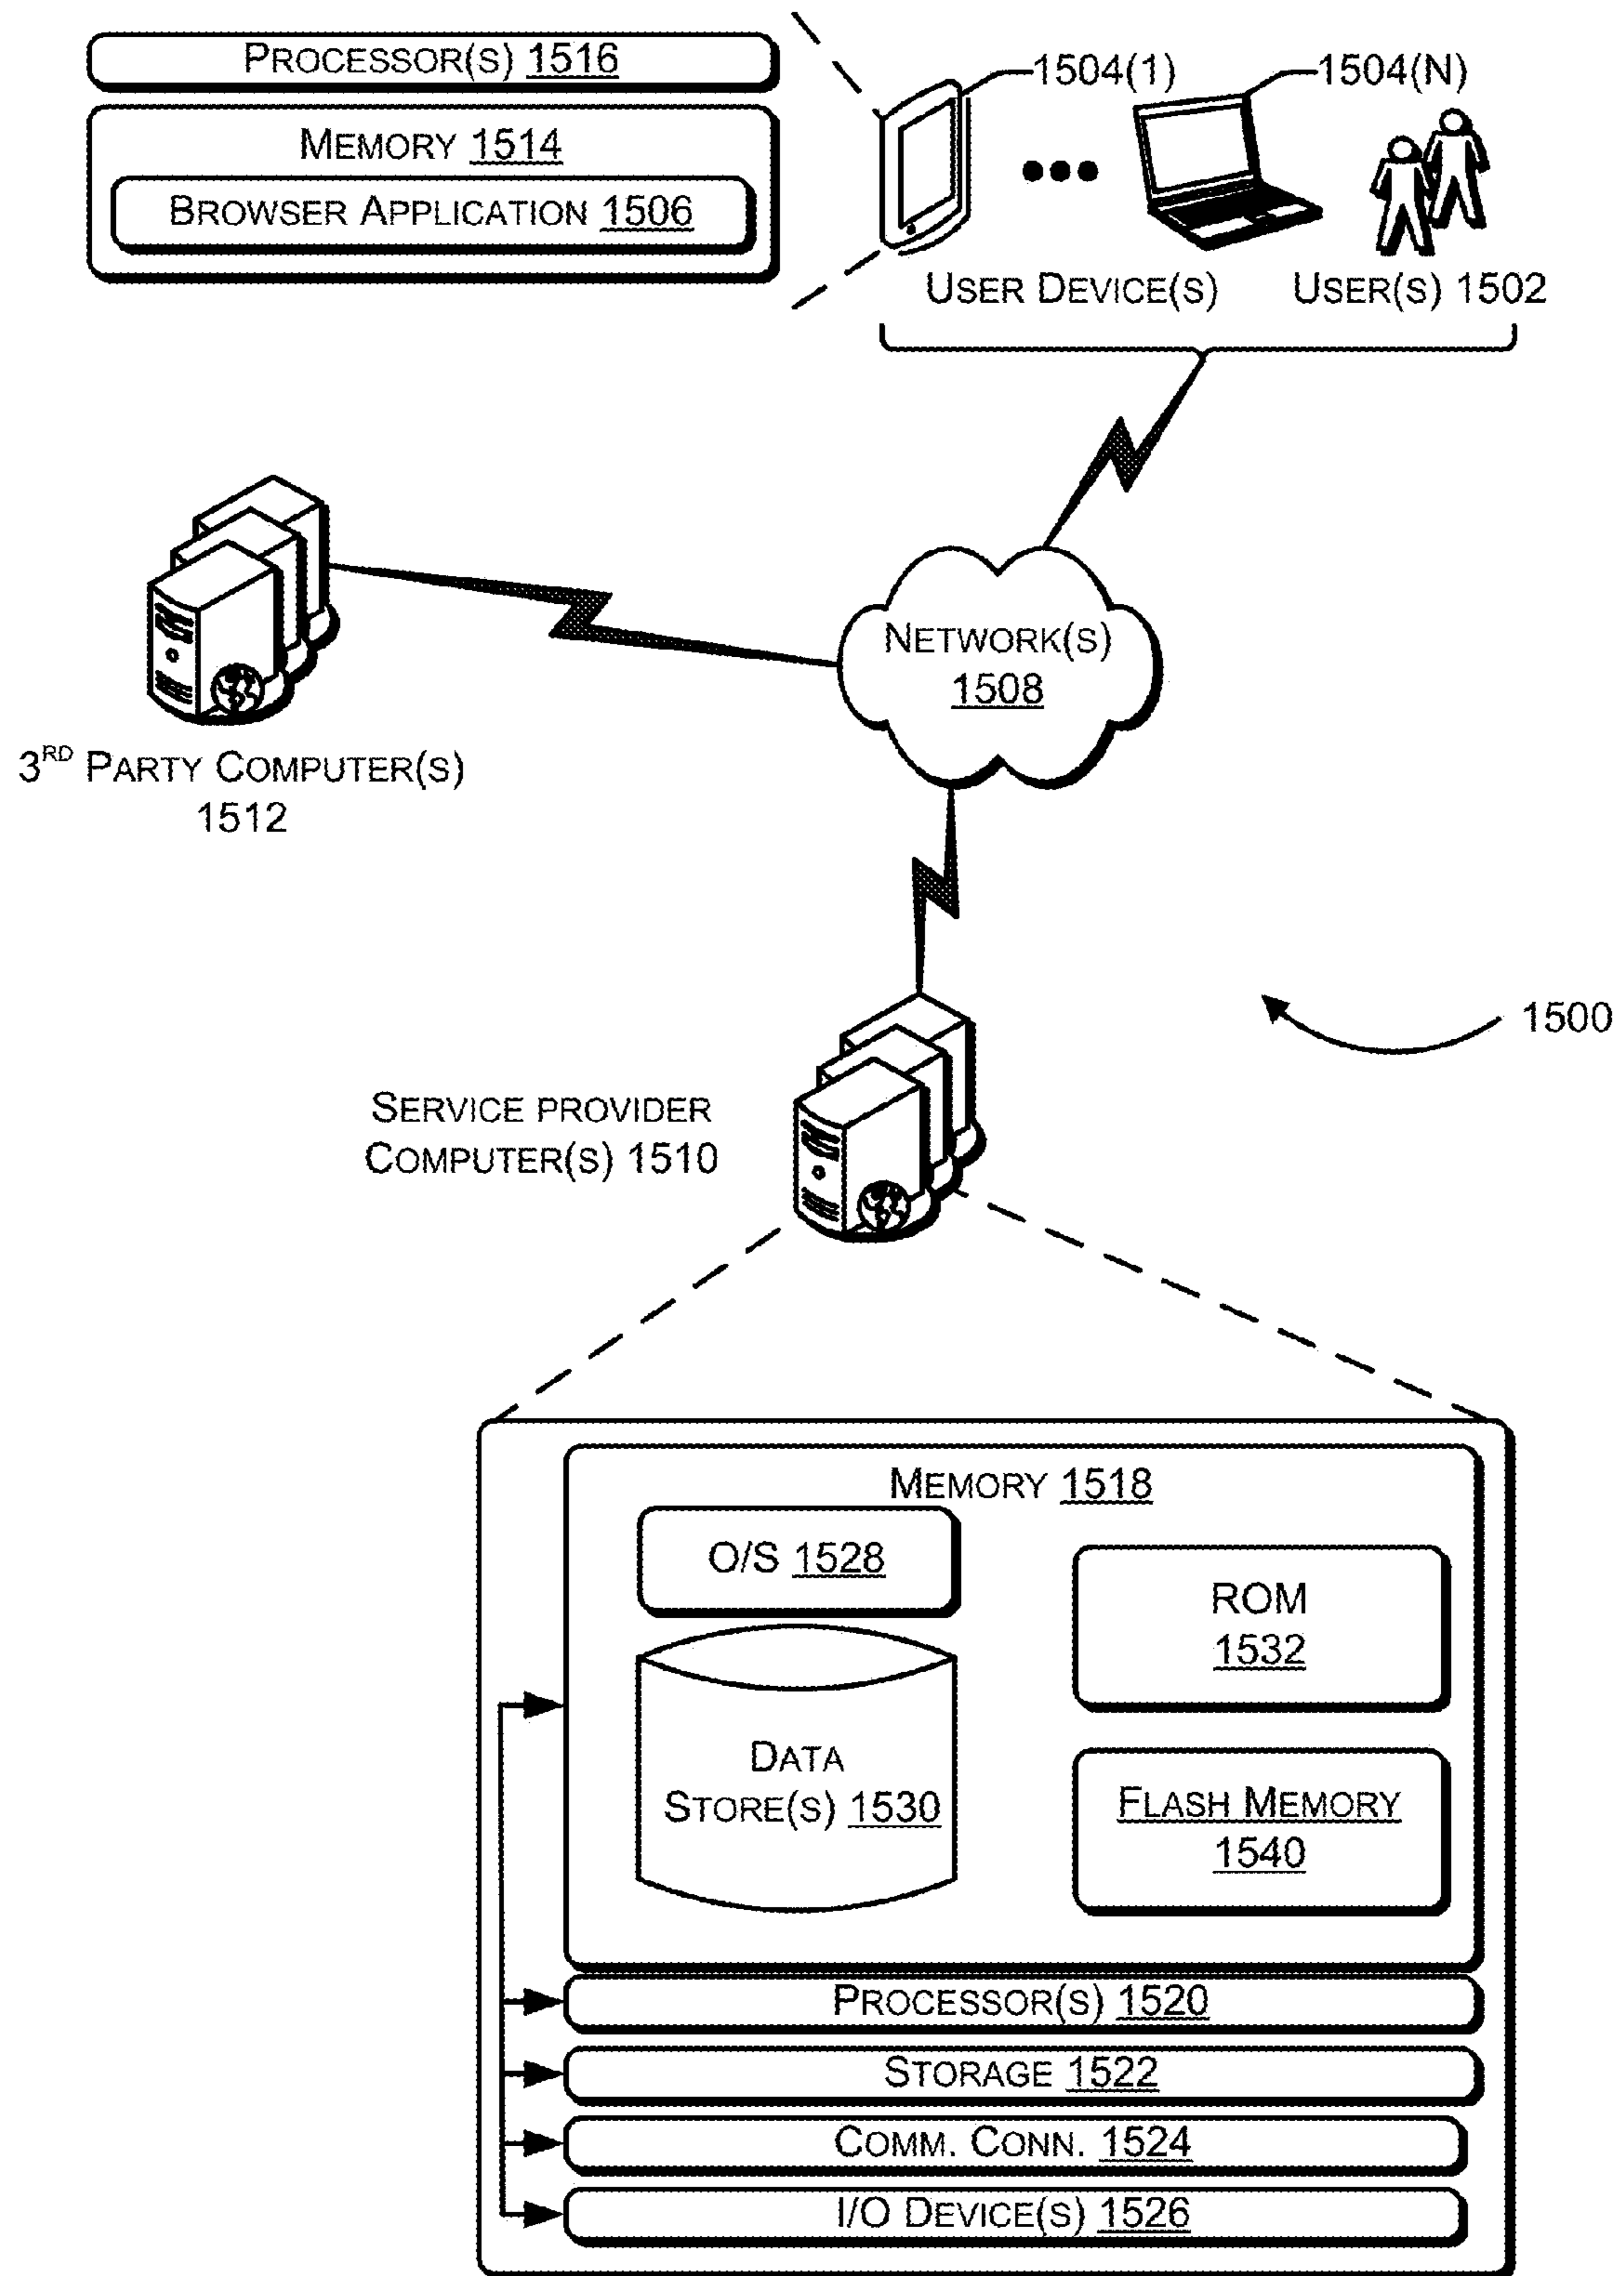 PROCESSOR(S) 1516
MEMORY 1514
BROWSER APPLICATION 1506
1504(1)
1504(N)
USER DEVICE(S)
USER(S) 1502
NETWORK(S)
1508
3RD PARTY COMPUTER(S)
1512
1500
SERVICE PROVIDER
COMPUTER(S) 1510
MEMORY 1518
O/S 1528
ROM
1532
DATA
STORE(S) 1530
FLASH MEMORY
1540
PROCESSOR(S) 1520
STORAGE 1522
COMM. CONN. 1524
I/O DEVICE(S) 1526